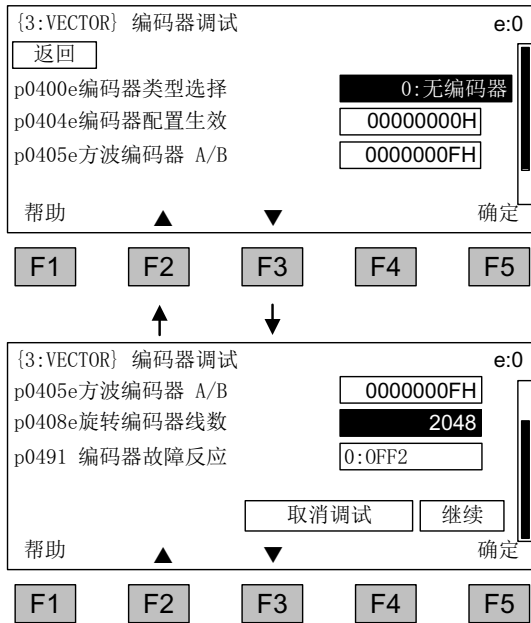 {3:VECTOR} 编码器调试 e:0
返回
p0400e编码器类型选择 0:无编码器
p0404e编码器配置生效 00000000H
p0405e方波编码器 A/B 0000000FH
帮助 ▲ ▼ 确定
F1 F2 F3 F4 F5
{3:VECTOR} 编码器调试 e:0
p0405e方波编码器 A/B 0000000FH
p0408e旋转编码器线数 2048
p0491 编码器故障反应 0:OFF2
取消调试 继续
帮助 ▲ ▼ 确定
F1 F2 F3 F4 F5